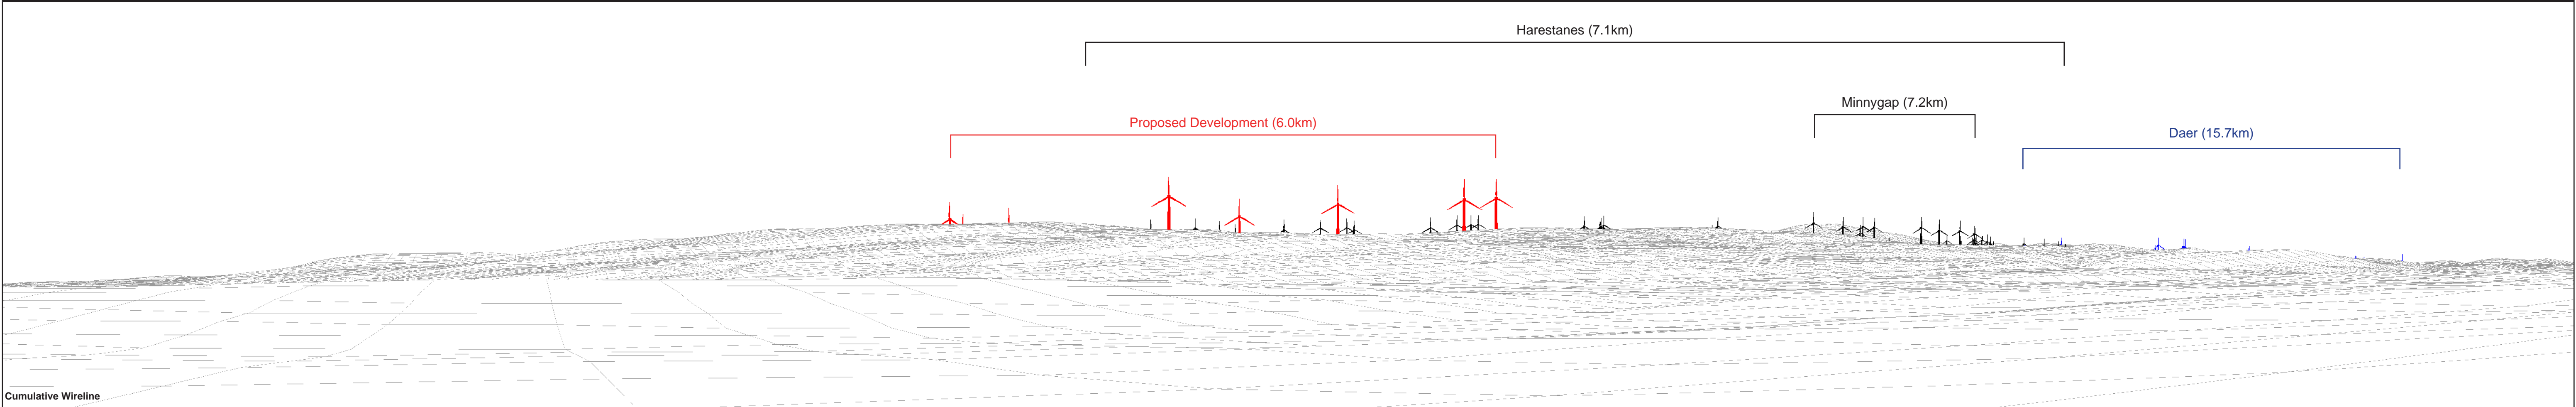 Harestanes (7.1km)
Minnygap (7.2km)
Proposed Development (6.0km)
Daer (15.7km)
Cumulative Wireline